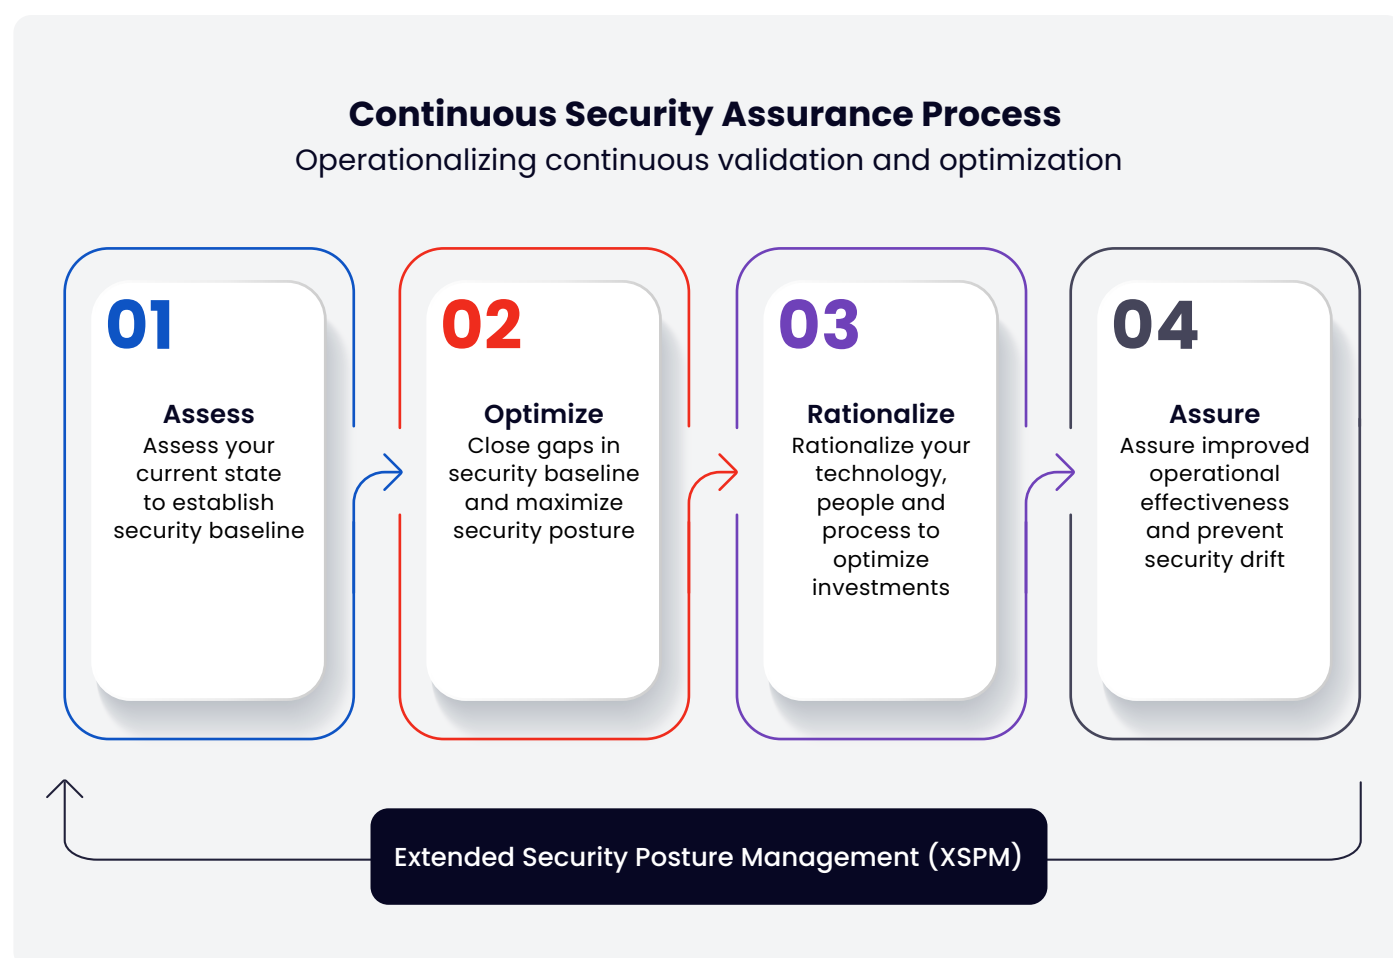 Continuous Security Assurance Process
Operationalizing continuous validation and optimization
01
Assess
Assess your
current state
to establish
security baseline
02
Optimize
Close gaps in
security baseline
and maximize
security posture
03
Rationalize
Rationalize your
technology,
people and
process to
optimize
investments
04
Assure
Assure improved
operational
effectiveness
and prevent
security drift
Extended Security Posture Management (XSPM)